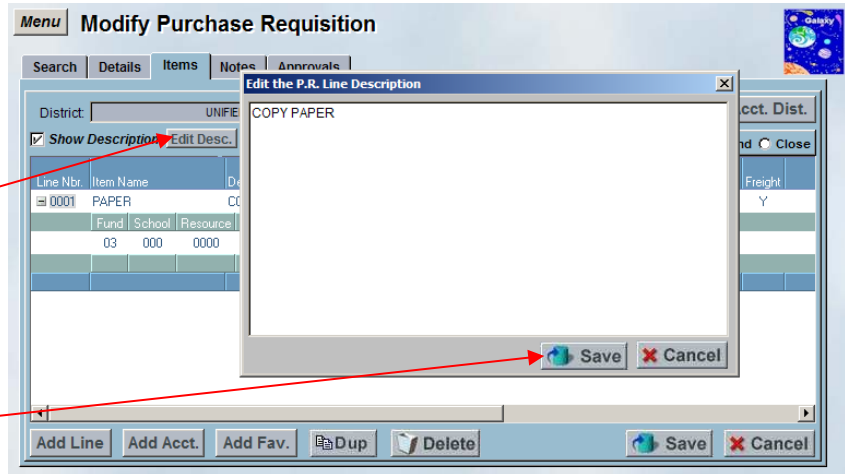 Menu Modify Purchase Requisition
Galaxy
Search Details Items Notes Approvals
Edit the P.R. Line Description
District: UNIFIE
COPY PAPER
cct. Dist.
Show Description Edit Desc.
nd Close
Line Nbr. Item Name De Freight
0001 PAPER CO Y
Fund School Resource
03 000 0000
Save Cancel
Add Line Add Acct. Add Fav. Dup Delete Save Cancel